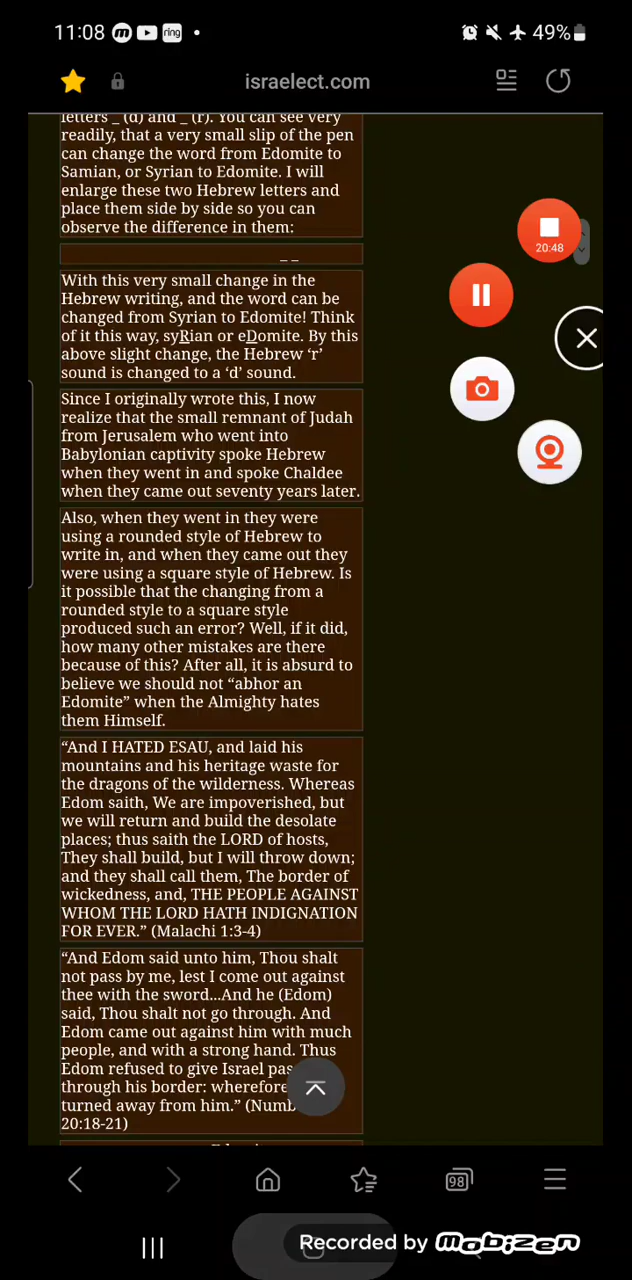 11:08
ring
49%
israelect.com
letters _ (d) and _ (r). You can see very
readily, that a very small slip of the pen
can change the word from Edomite to
Samian, or Syrian to Edomite. I will
enlarge these two Hebrew letters and
place them side by side so you can
observe the difference in them:
_ _
With this very small change in the
Hebrew writing, and the word can be
changed from Syrian to Edomite! Think
of it this way, syRian or eDomite. By this
above slight change, the Hebrew ‘r’
sound is changed to a ‘d’ sound.
Since I originally wrote this, I now
realize that the small remnant of Judah
from Jerusalem who went into
Babylonian captivity spoke Hebrew
when they went in and spoke Chaldee
when they came out seventy years later.
Also, when they went in they were
using a rounded style of Hebrew to
write in, and when they came out they
were using a square style of Hebrew. Is
it possible that the changing from a
rounded style to a square style
produced such an error? Well, if it did,
how many other mistakes are there
because of this? After all, it is absurd to
believe we should not “abhor an
Edomite” when the Almighty hates
them Himself.
“And I HATED ESAU, and laid his
mountains and his heritage waste for
the dragons of the wilderness. Whereas
Edom saith, We are impoverished, but
we will return and build the desolate
places; thus saith the LORD of hosts,
They shall build, but I will throw down;
and they shall call them, The border of
wickedness, and, THE PEOPLE AGAINST
WHOM THE LORD HATH INDIGNATION
FOR EVER.” (Malachi 1:3-4)
“And Edom said unto him, Thou shalt
not pass by me, lest I come out against
thee with the sword...And he (Edom)
said, Thou shalt not go through. And
Edom came out against him with much
people, and with a strong hand. Thus
Edom refused to give Israel pas
through his border: wherefore
turned away from him.” (Numb
20:18-21)
20:48
98
Recorded by mobizen